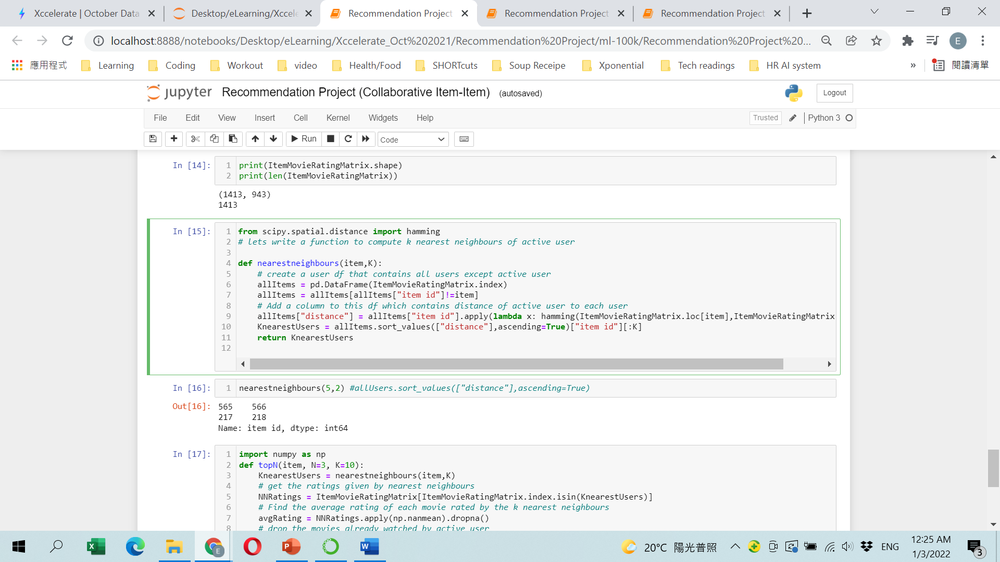 Xccelerate | October Data
Desktop/eLearning/Xccele
Recommendation Project
Recommendation Project
Recommendation Project
localhost:8888/notebooks/Desktop/eLearning/Xccelerate_Oct%202021/Recommendation%20Project/ml-100k/Recommendation%20Project%20...
E
應用程式
Learning
Coding
Workout
video
Health/Food
SHORTcuts
Soup Receipe
Xponential
Tech readings
HR AI system
»
閱讀清單
jupyter Recommendation Project (Collaborative Item-Item) (autosaved)
Logout
File Edit View Insert Cell Kernel Widgets Help
Trusted
Python 3
Run
Code
In [14]:
1 print(ItemMovieRatingMatrix.shape)
2 print(len(ItemMovieRatingMatrix))
(1413, 943)
1413
In [15]:
1 from scipy.spatial.distance import hamming
2 # lets write a function to compute k nearest neighbours of active user
3
4 def nearestneighbours(item,K):
5     # create a user df that contains all users except active user
6     allItems = pd.DataFrame(ItemMovieRatingMatrix.index)
7     allItems = allItems[allItems["item id"]!=item]
8     # Add a column to this df which contains distance of active user to each user
9     allItems["distance"] = allItems["item id"].apply(lambda x: hamming(ItemMovieRatingMatrix.loc[item],ItemMovieRatingMatrix
10     KnearestUsers = allItems.sort_values(["distance"],ascending=True)["item id"][:K]
11     return KnearestUsers
12
In [16]:
1 nearestneighbours(5,2) #allUsers.sort_values(["distance"],ascending=True)
Out[16]:
565    566
217    218
Name: item id, dtype: int64
In [17]:
1 import numpy as np
2 def topN(item, N=3, K=10):
3     KnearestUsers = nearestneighbours(item,K)
4     # get the ratings given by nearest neighbours
5     NNRatings = ItemMovieRatingMatrix[ItemMovieRatingMatrix.index.isin(KnearestUsers)]
6     # Find the average rating of each movie rated by the k nearest neighbours
7     avgRating = NNRatings.apply(np.nanmean).dropna()
8     # drop the movies already watched by active user
20°C 陽光普照
ENG
12:25 AM
1/3/2022
3